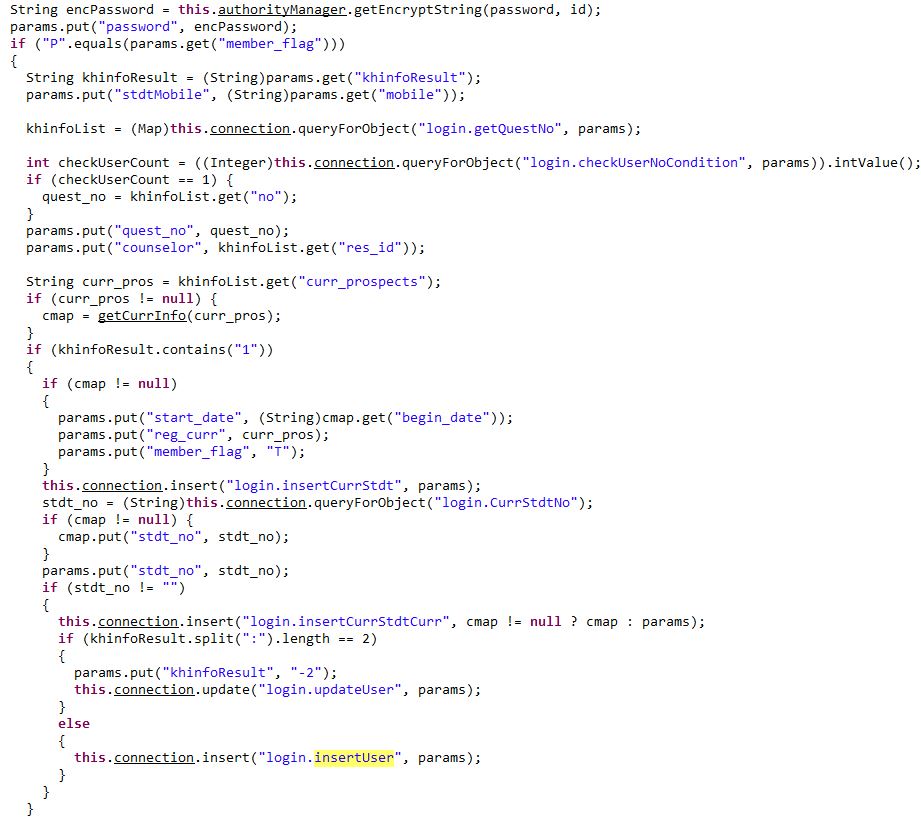 String encPassword = this.authorityManager.getEncryptString(password, id);
params.put("password", encPassword);
if ("P".equals(params.get("member_flag")))
{
  String khinfoResult = (String)params.get("khinfoResult");
  params.put("stdtMobile", (String)params.get("mobile"));
  khinfoList = (Map)this.connection.queryForObject("login.getQuestNo", params);
  int checkUserCount = ((Integer)this.connection.queryForObject("login.checkUserNoCondition", params)).intValue();
  if (checkUserCount == 1) {
    quest_no = khinfoList.get("no");
  }
  params.put("quest_no", quest_no);
  params.put("counselor", khinfoList.get("res_id"));
  String curr_pros = khinfoList.get("curr_prospects");
  if (curr_pros != null) {
    cmap = getCurrInfo(curr_pros);
  }
  if (khinfoResult.contains("1"))
  {
    if (cmap != null)
    {
      params.put("start_date", (String)cmap.get("begin_date"));
      params.put("reg_curr", curr_pros);
      params.put("member_flag", "T");
    }
    this.connection.insert("login.insertCurrStdt", params);
    stdt_no = (String)this.connection.queryForObject("login.CurrStdtNo");
    if (cmap != null) {
      cmap.put("stdt_no", stdt_no);
    }
    params.put("stdt_no", stdt_no);
    if (stdt_no != "")
    {
      this.connection.insert("login.insertCurrStdtCurr", cmap != null ? cmap : params);
      if (khinfoResult.split(":").length == 2)
      {
        params.put("khinfoResult", "-2");
        this.connection.update("login.updateUser", params);
      }
      else
      {
        this.connection.insert("login.insertUser", params);
      }
    }
  }